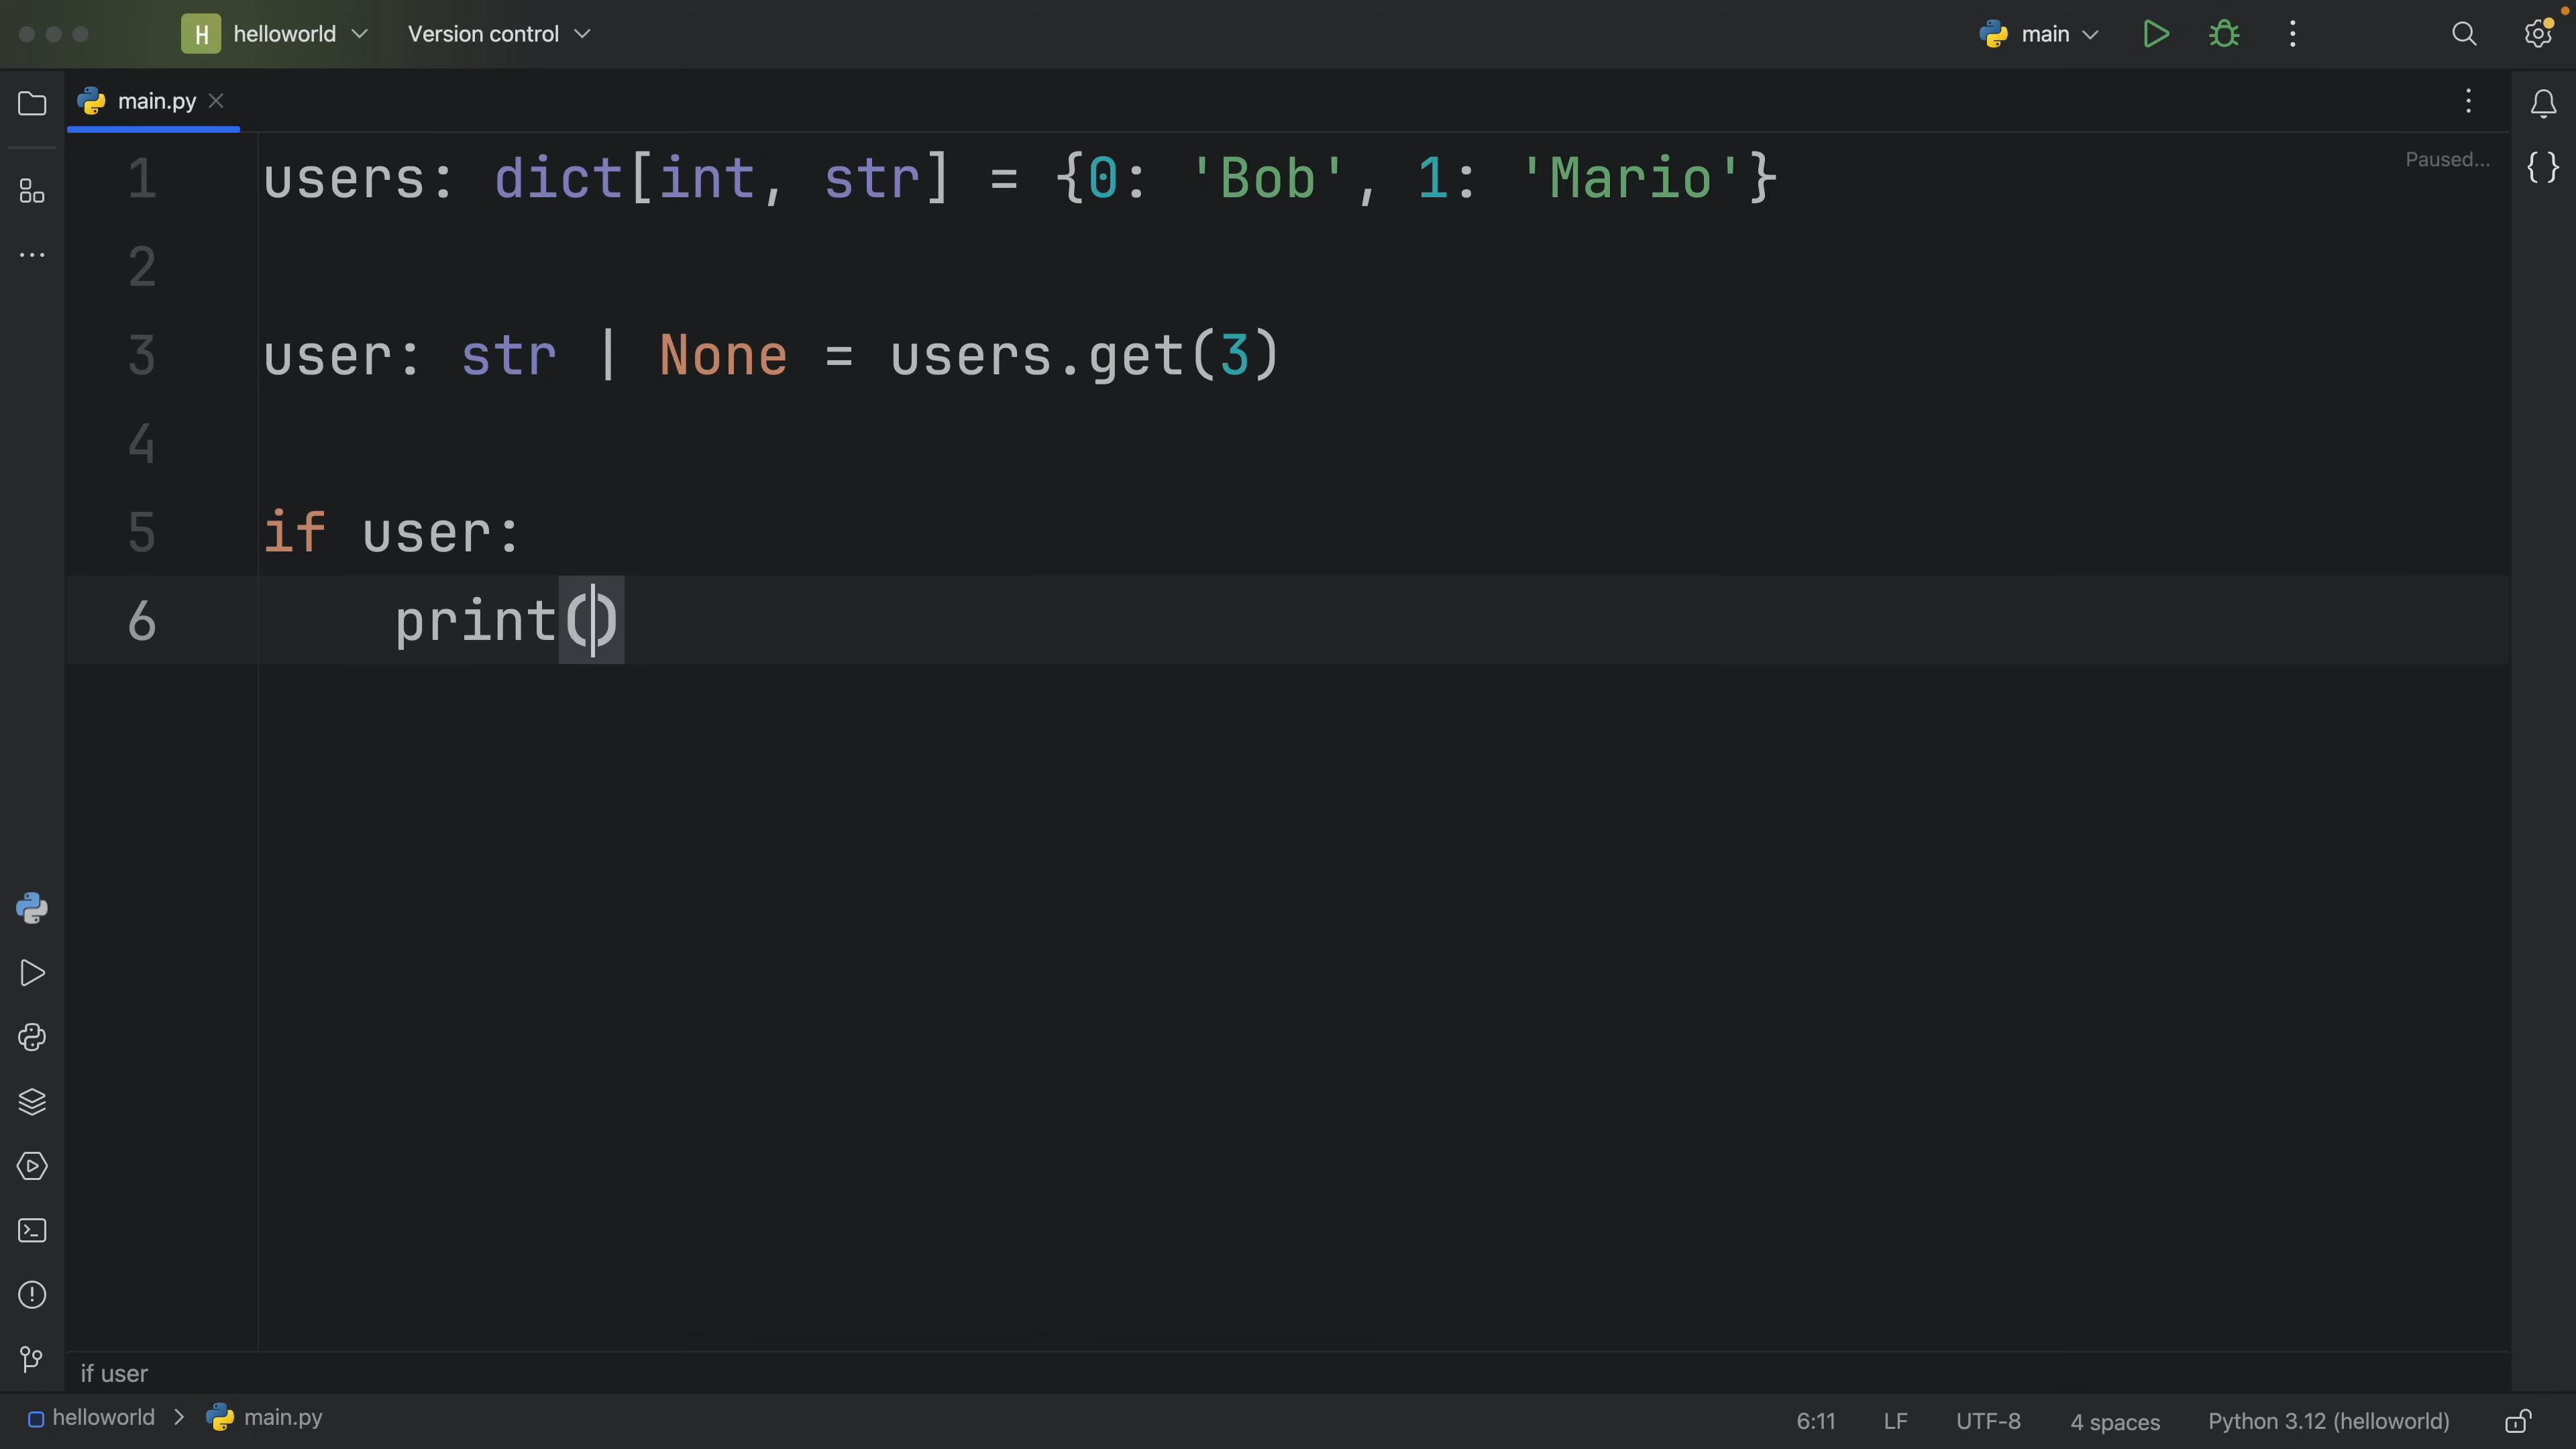 H helloworld Version control main
main.py
Paused...
1 users: dict[int, str] = {0: 'Bob', 1: 'Mario'}
2
3 user: str | None = users.get(3)
4
5 if user:
6 print()
if user
helloworld > main.py 6:11 LF UTF-8 4 spaces Python 3.12 (helloworld)